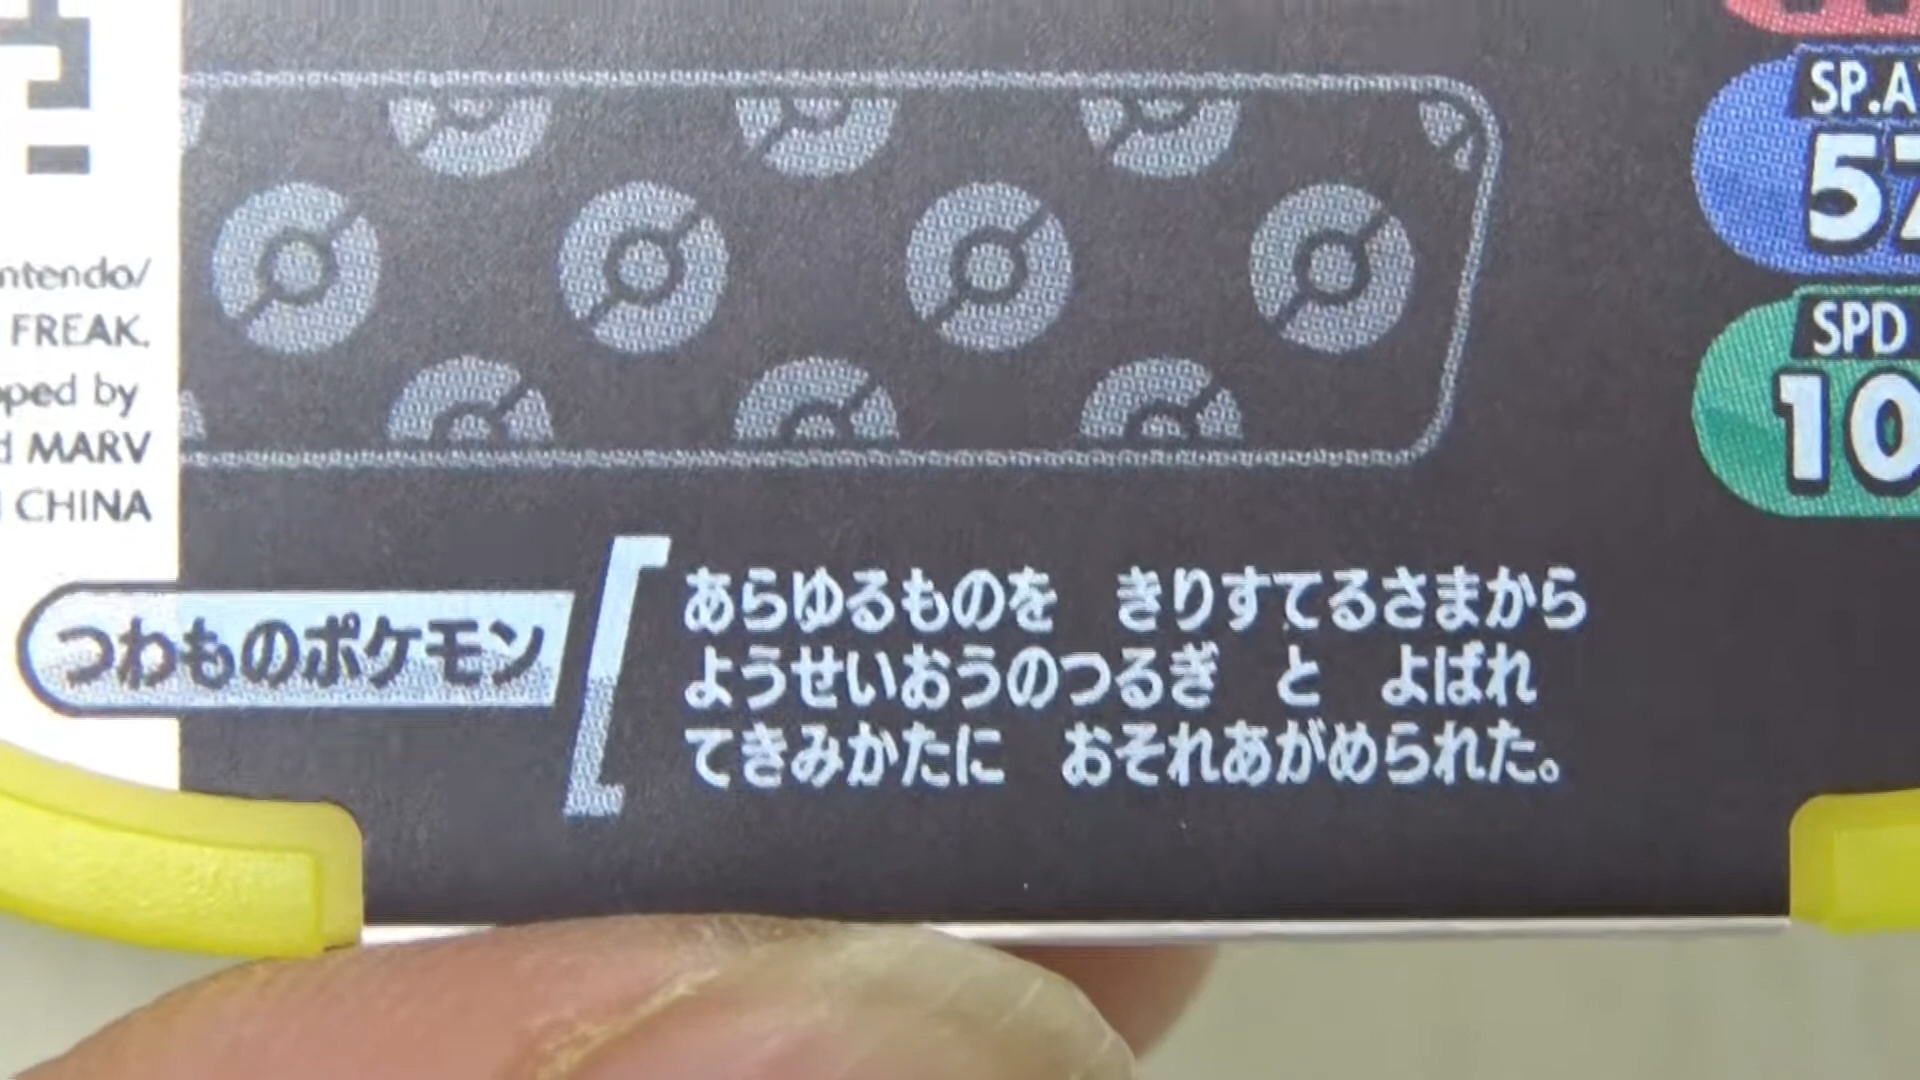 ntendo/
FREAK,
pped by
d MARV
CHINA
SP.A
5
SPD
10
つわものポケモン
あらゆるものを　きりすてるさまから
ようせいおうのつるぎ　と　よばれ
てきみかたに　おそれあがめられた。